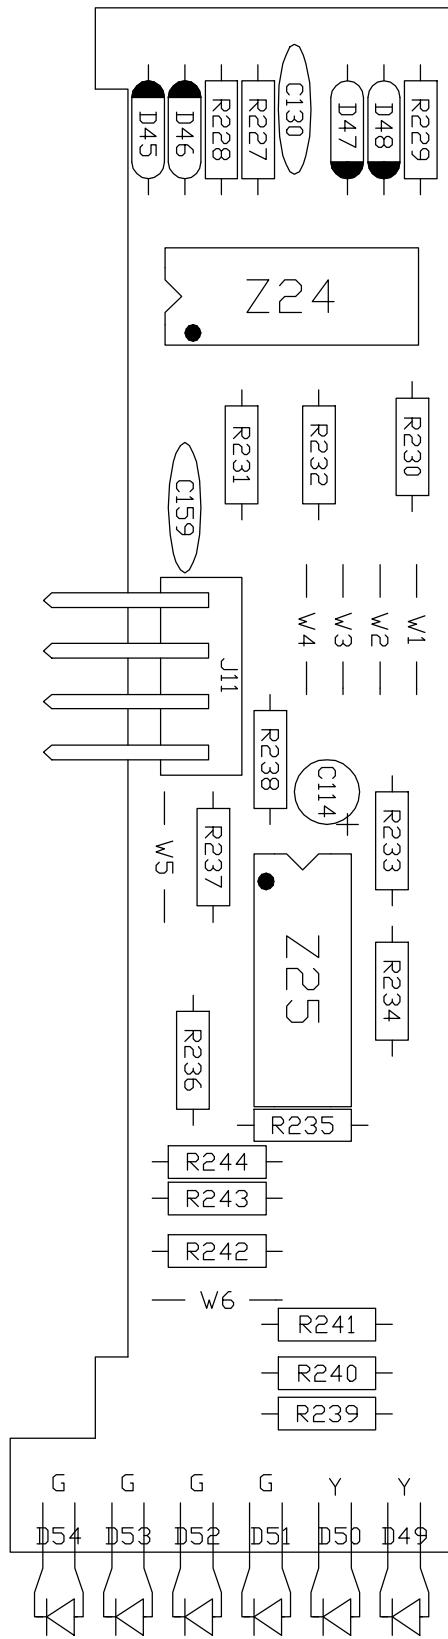 D45
D46
R228
R227
C130
D47
D48
R229
Z24
R231
R232
R230
C159
W4
W3
W2
W1
J11
R238
C114
+
R233
W5
R237
Z25
R234
R236
R235
R244
R243
R242
W6
R241
R240
R239
G G G G Y Y
D54 D53 D52 D51 D50 D49